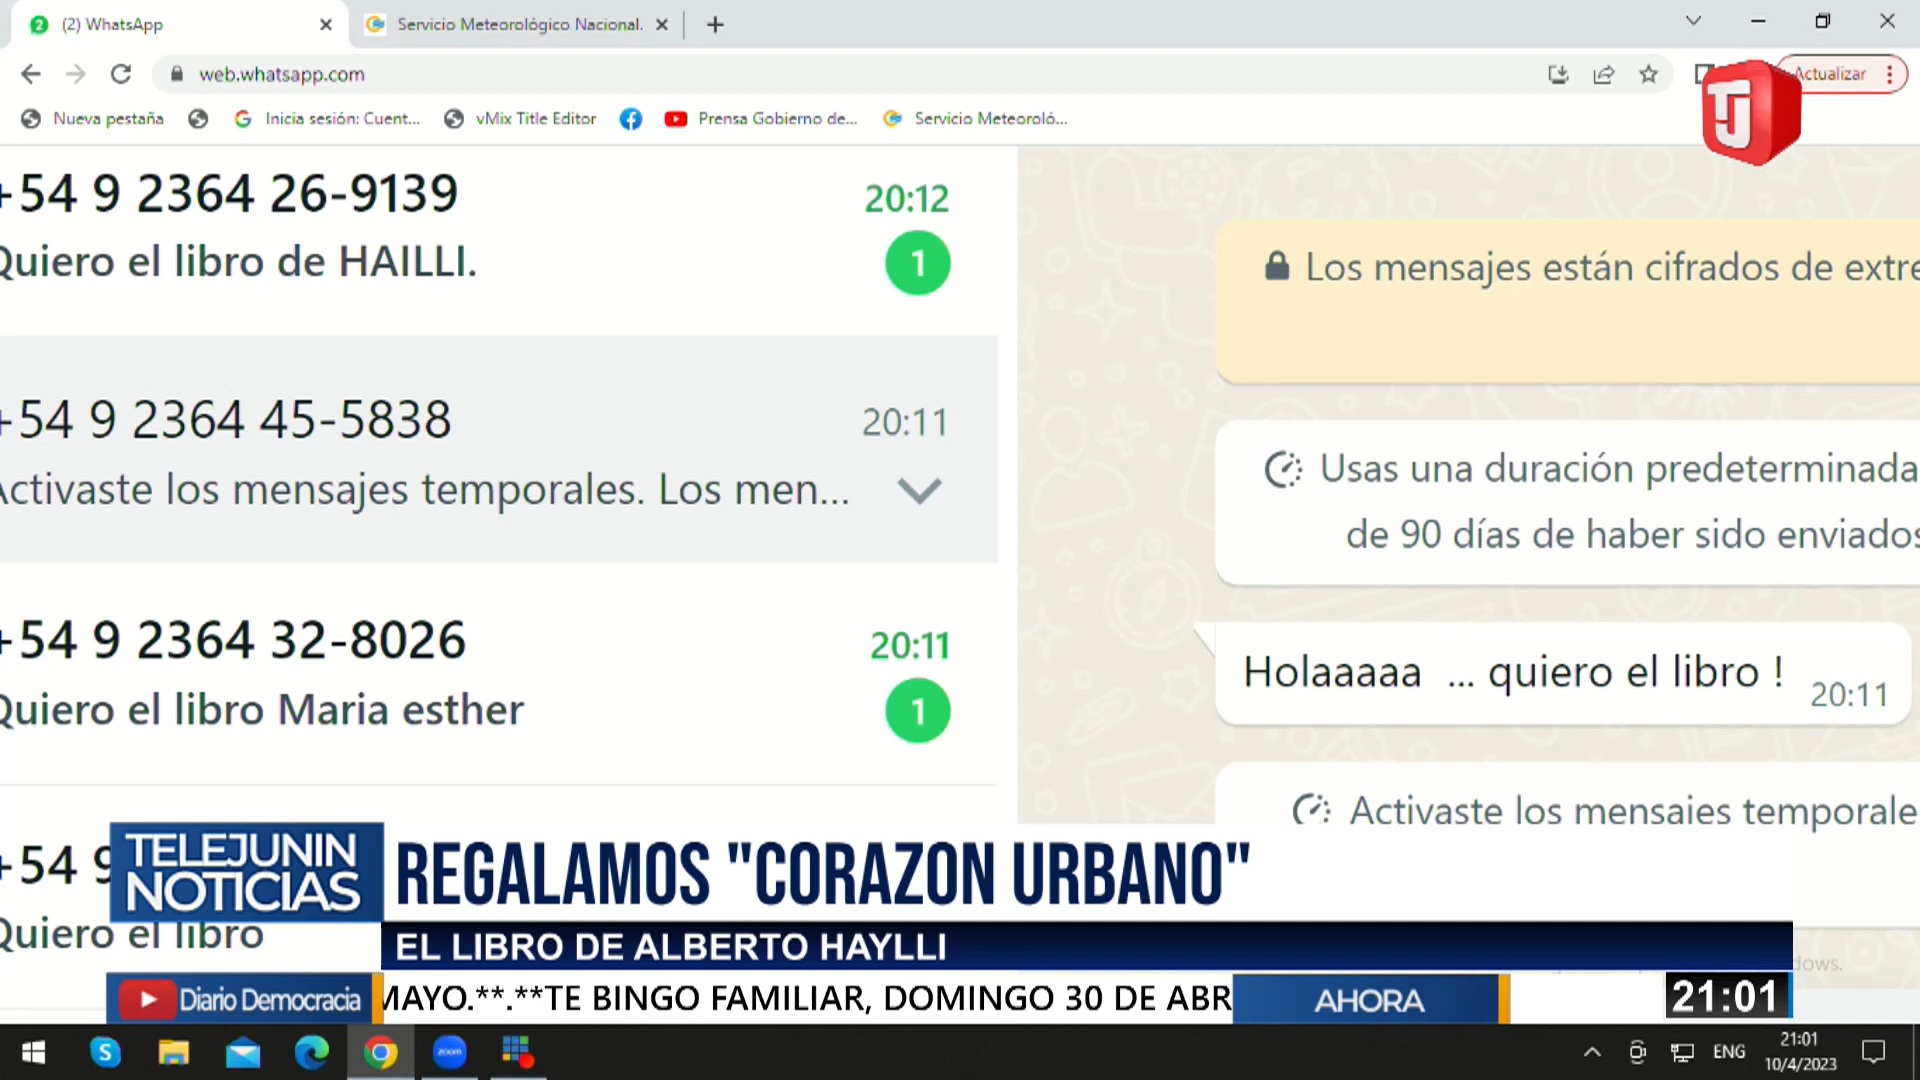 (2) WhatsApp
Servicio Meteorológico Nacional.
web.whatsapp.com
Actualizar
Nueva pestaña
Inicia sesión: Cuent...
vMix Title Editor
Prensa Gobierno de...
Servicio Meteoroló...
TJ
+54 9 2364 26-9139
20:12
Quiero el libro de HAILLI.
1
+54 9 2364 45-5838
20:11
Activaste los mensajes temporales. Los men...
+54 9 2364 32-8026
20:11
Quiero el libro Maria esther
1
+54 9
Quiero el libro
Los mensajes están cifrados de extre
Usas una duración predeterminada
de 90 días de haber sido enviados
Holaaaaa ... quiero el libro !
20:11
Activaste los mensajes temporale
TELEJUNIN
NOTICIAS
REGALAMOS "CORAZON URBANO"
EL LIBRO DE ALBERTO HAYLLI
dows.
Diario Democracia
MAYO.**.**TE BINGO FAMILIAR, DOMINGO 30 DE ABR
AHORA
21:01
zoom
ENG
21:01
10/4/2023